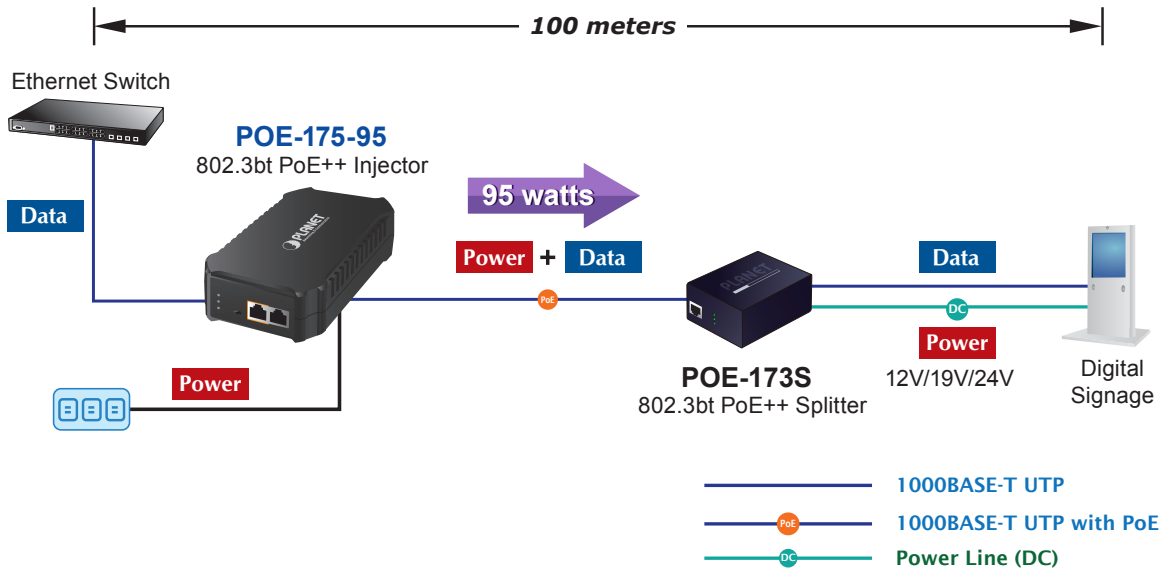 100 meters
Ethernet Switch
POE-175-95
802.3bt PoE++ Injector
95 watts
Data
PLANET
Power + Data
Data
PoE
PLANET
DC
Power
Power
POE-173S
802.3bt PoE++ Splitter
12V/19V/24V
Digital
Signage
1000BASE-T UTP
PoE
1000BASE-T UTP with PoE
DC
Power Line (DC)